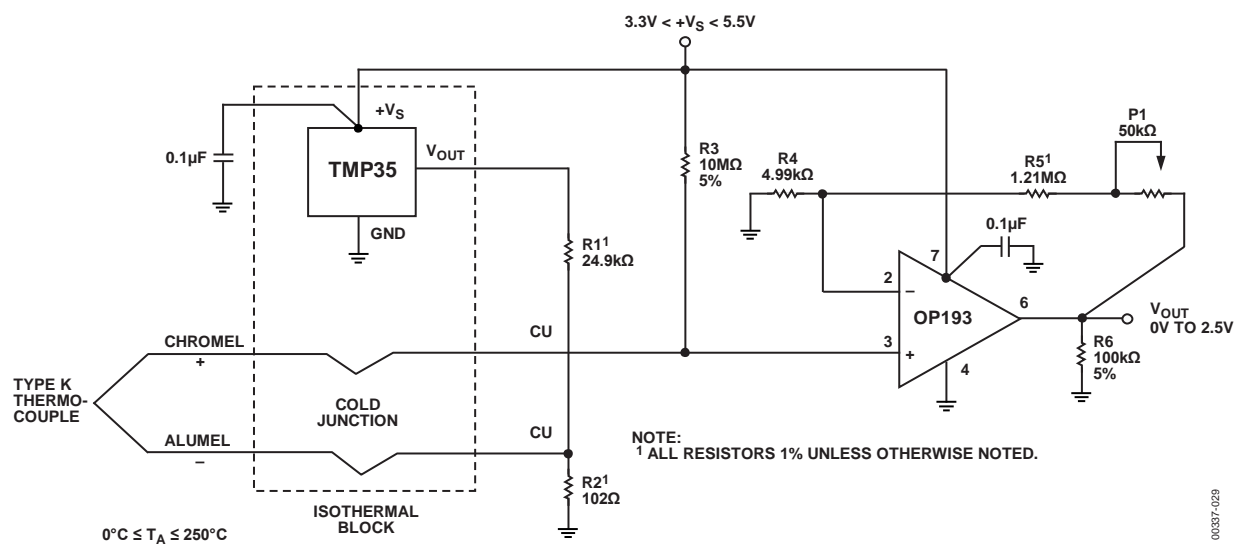 3.3V < +VS < 5.5V
P1
50kΩ
+VS
0.1µF
TMP35
VOUT
GND
R1¹
24.9kΩ
R3
10MΩ
5%
R4
4.99kΩ
R5¹
1.21MΩ
0.1µF
7
2
–
OP193
6
3
+
4
VOUT
0V TO 2.5V
R6
100kΩ
5%
CHROMEL
+
CU
TYPE K
THERMO-
COUPLE
COLD
JUNCTION
ALUMEL
–
CU
R2¹
102Ω
NOTE:
¹ ALL RESISTORS 1% UNLESS OTHERWISE NOTED.
ISOTHERMAL
BLOCK
0°C ≤ TA ≤ 250°C
00337-029